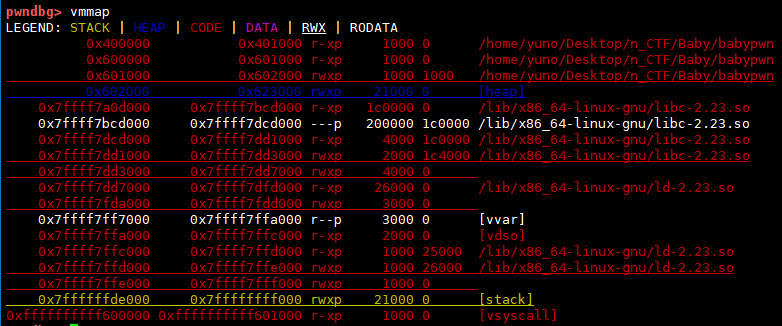 pwndbg> vmmap
LEGEND: STACK | HEAP | CODE | DATA | RWX | RODATA
0x400000 0x401000 r-xp 1000 0 /home/yuno/Desktop/n_CTF/Baby/babypwn
0x600000 0x601000 r-xp 1000 0 /home/yuno/Desktop/n_CTF/Baby/babypwn
0x601000 0x602000 rwxp 1000 1000 /home/yuno/Desktop/n_CTF/Baby/babypwn
0x602000 0x623000 rwxp 21000 0 [heap]
0x7ffff7a0d000 0x7ffff7bcd000 r-xp 1c0000 0 /lib/x86_64-linux-gnu/libc-2.23.so
0x7ffff7bcd000 0x7ffff7dcd000 ---p 200000 1c0000 /lib/x86_64-linux-gnu/libc-2.23.so
0x7ffff7dcd000 0x7ffff7dd1000 r-xp 4000 1c0000 /lib/x86_64-linux-gnu/libc-2.23.so
0x7ffff7dd1000 0x7ffff7dd3000 rwxp 2000 1c4000 /lib/x86_64-linux-gnu/libc-2.23.so
0x7ffff7dd3000 0x7ffff7dd7000 rwxp 4000 0
0x7ffff7dd7000 0x7ffff7dfd000 r-xp 26000 0 /lib/x86_64-linux-gnu/ld-2.23.so
0x7ffff7fda000 0x7ffff7fdd000 rwxp 3000 0
0x7ffff7ff7000 0x7ffff7ffa000 r--p 3000 0 [vvar]
0x7ffff7ffa000 0x7ffff7ffc000 r-xp 2000 0 [vdso]
0x7ffff7ffc000 0x7ffff7ffd000 r-xp 1000 25000 /lib/x86_64-linux-gnu/ld-2.23.so
0x7ffff7ffd000 0x7ffff7ffe000 rwxp 1000 26000 /lib/x86_64-linux-gnu/ld-2.23.so
0x7ffff7ffe000 0x7ffff7fff000 rwxp 1000 0
0x7ffffffde000 0x7ffffffff000 rwxp 21000 0 [stack]
0xffffffffff600000 0xffffffffff601000 r-xp 1000 0 [vsyscall]